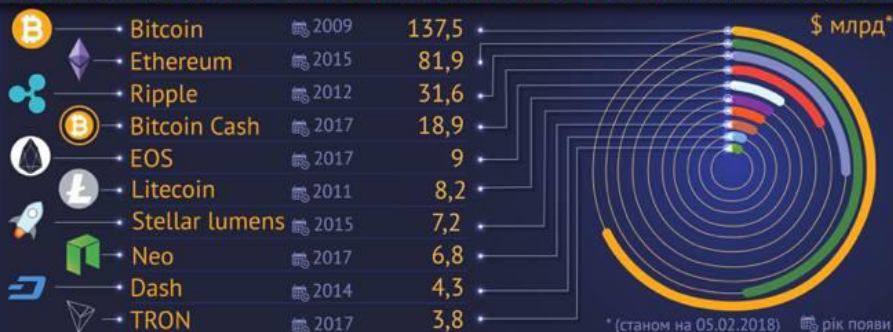 $ млрд*
Bitcoin 2009 137,5
Ethereum 2015 81,9
Ripple 2012 31,6
Bitcoin Cash 2017 18,9
EOS 2017 9
Litecoin 2011 8,2
Stellar lumens 2015 7,2
Neo 2017 6,8
Dash 2014 4,3
TRON 2017 3,8
* (станом на 05.02.2018) рік появи